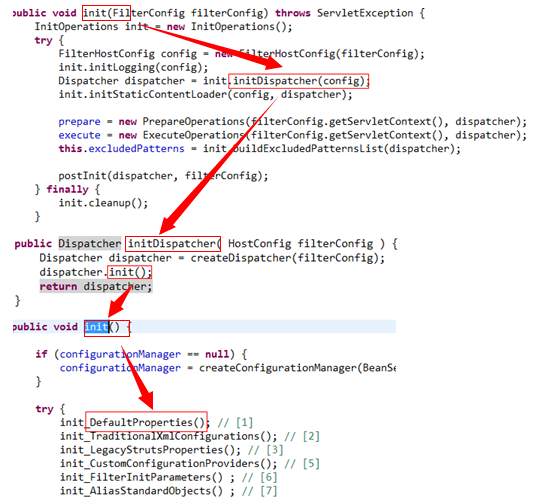 public void init(FilterConfig filterConfig) throws ServletException {
InitOperations init = new InitOperations();
try {
FilterHostConfig config = new FilterHostConfig(filterConfig);
init.initLogging(config);
Dispatcher dispatcher = init.initDispatcher(config);
init.initStaticContentLoader(config, dispatcher);
prepare = new PrepareOperations(filterConfig.getServletContext(), dispatcher);
execute = new ExecuteOperations(filterConfig.getServletContext(), dispatcher);
this.excludedPatterns = init.buildExcludedPatternsList(dispatcher);
postInit(dispatcher, filterConfig);
} finally {
init.cleanup();
}
public Dispatcher initDispatcher( HostConfig filterConfig ) {
Dispatcher dispatcher = createDispatcher(filterConfig);
dispatcher.init();
return dispatcher;
}
public void init() {
if (configurationManager == null) {
configurationManager = createConfigurationManager(BeanSe
}
try {
init_DefaultProperties(); // [1]
init_TraditionalXmlConfigurations(); // [2]
init_LegacyStrutsProperties(); // [3]
init_CustomConfigurationProviders(); // [5]
init_FilterInitParameters() ; // [6]
init_AliasStandardObjects() ; // [7]